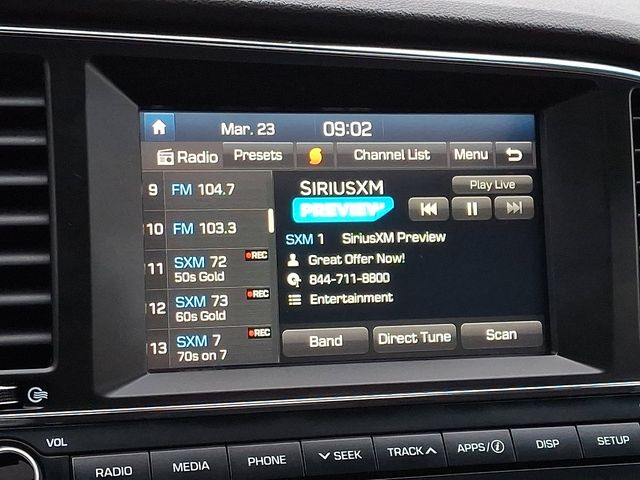 Mar. 23 09:02
Radio Presets Channel List Menu
9 FM 104.7
10 FM 103.3
11 SXM 72 REC
50s Gold
12 SXM 73 REC
60s Gold
13 SXM 7 REC
70s on 7
SIRIUSXM
PREVIEW
Play Live
SXM 1 SiriusXM Preview
Great Offer Now!
844-711-8800
Entertainment
Band Direct Tune Scan
VOL
RADIO MEDIA PHONE SEEK TRACK APPS/i DISP SETUP